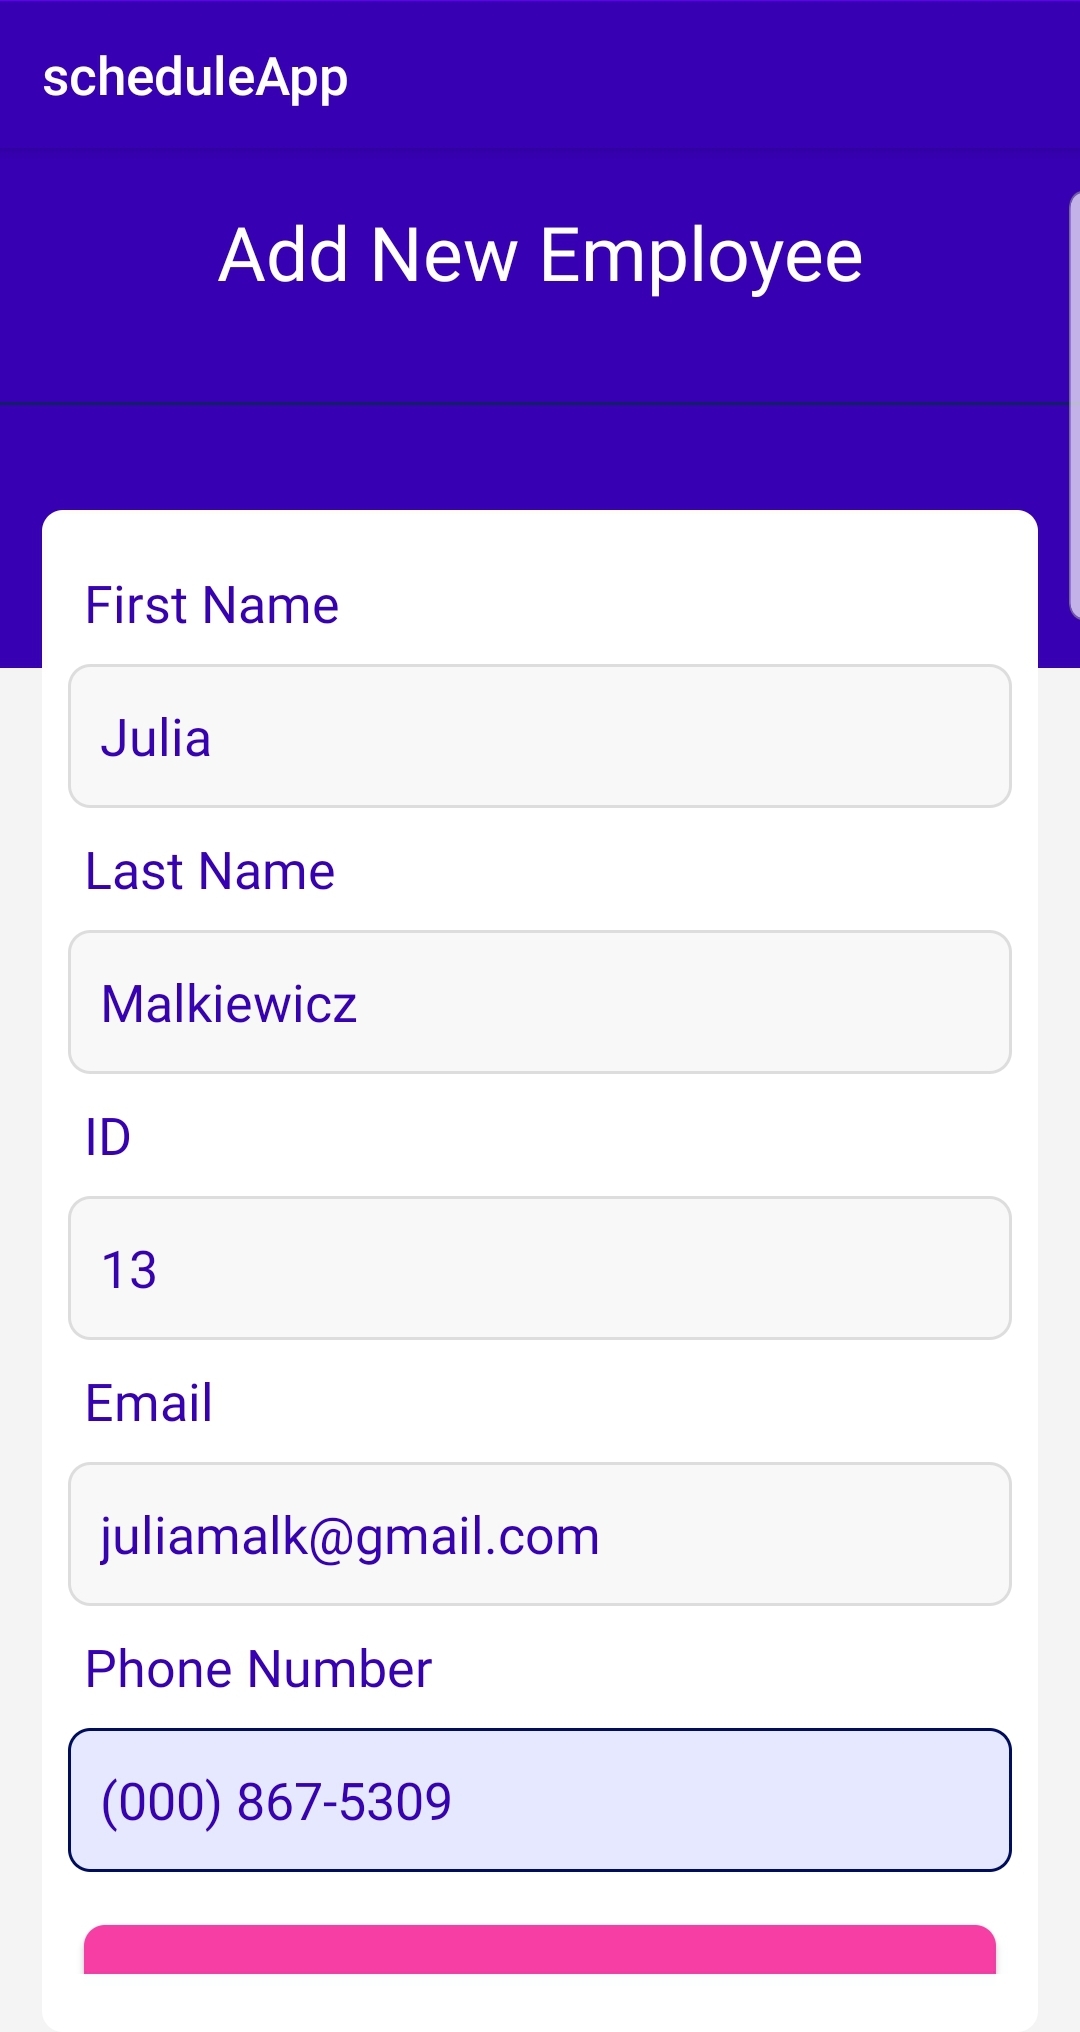 scheduleApp
Add New Employee
First Name
Julia
Last Name
Malkiewicz
ID
13
Email
juliamalk@gmail.com
Phone Number
(000) 867-5309